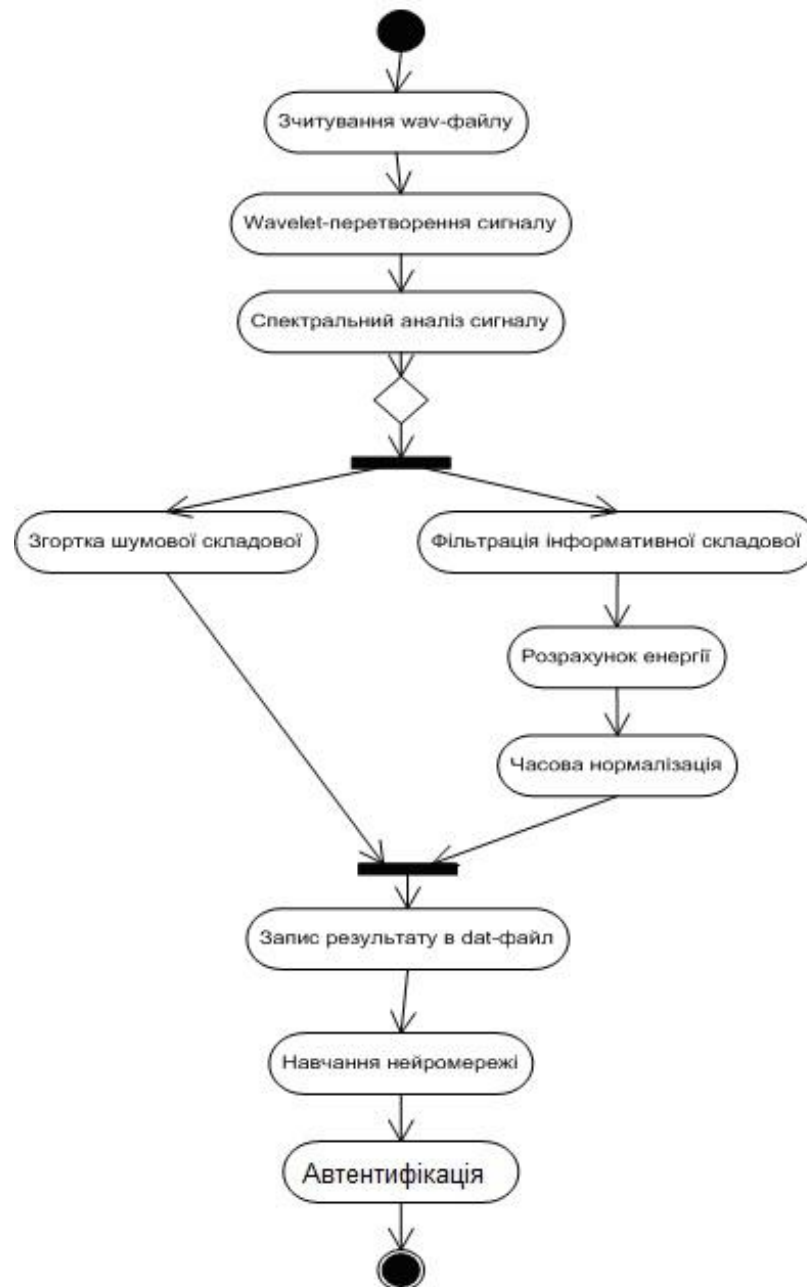 Зчитування wav-файлу
Wavelet-перетворення сигналу
Спектральний аналіз сигналу
Згортка шумової складової
Фільтрація інформативної складової
Розрахунок енергії
Часова нормалізація
Запис результату в dat-файл
Навчання нейромережі
Автентифікація